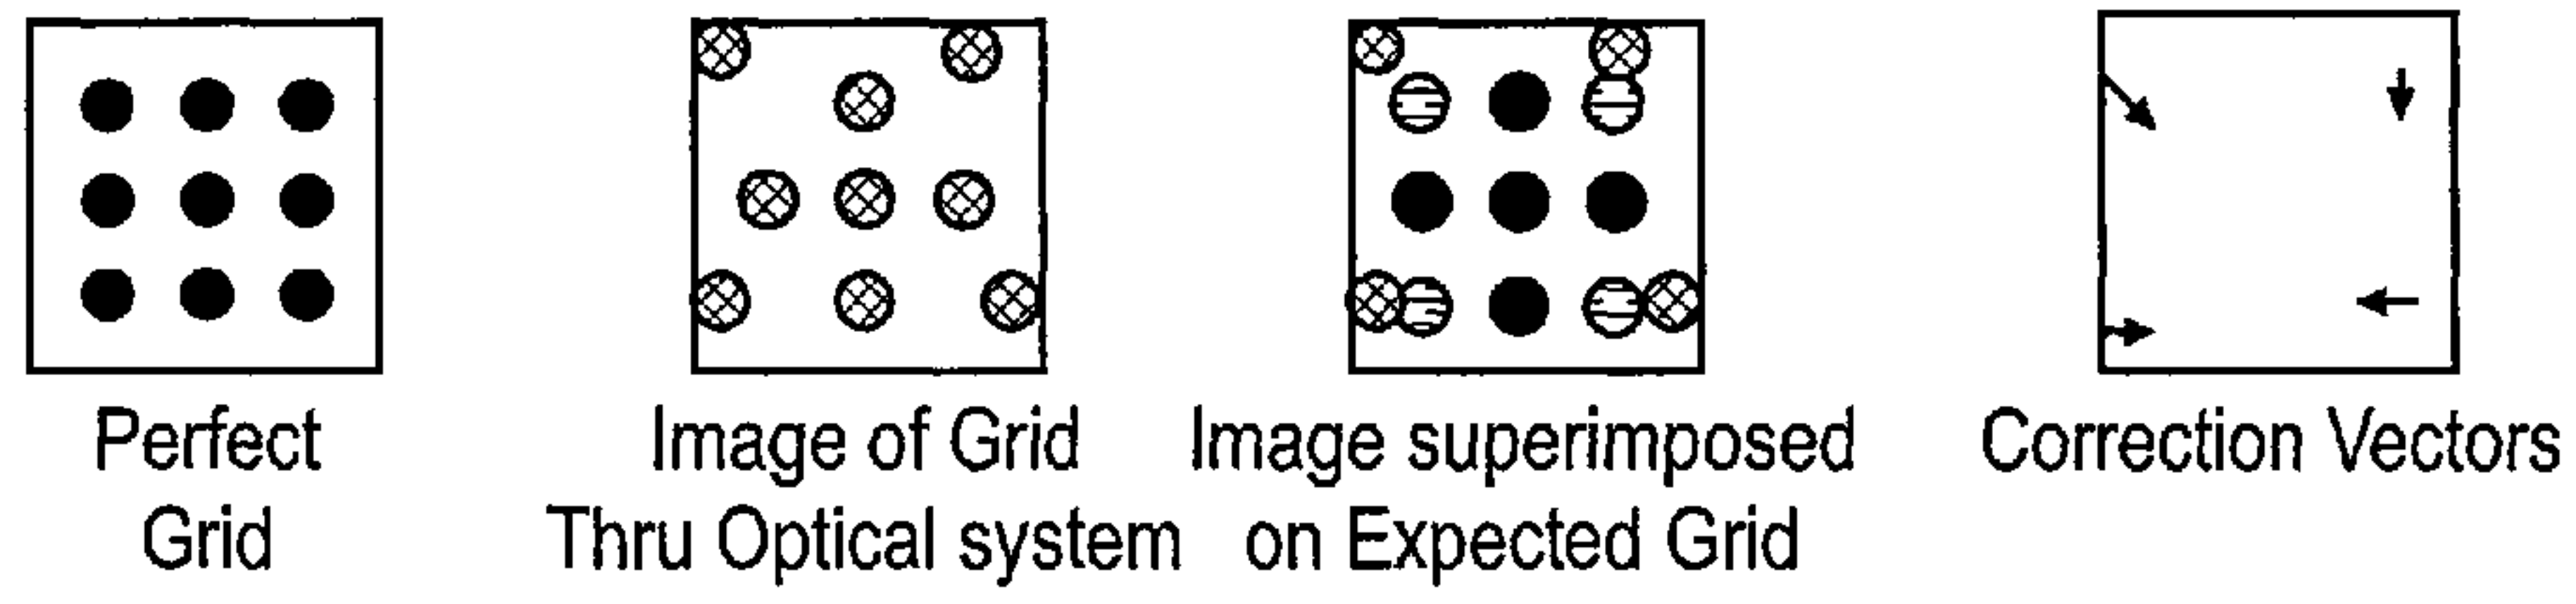 Perfect
Grid
Image of Grid
Thru Optical system
Image superimposed
on Expected Grid
Correction Vectors